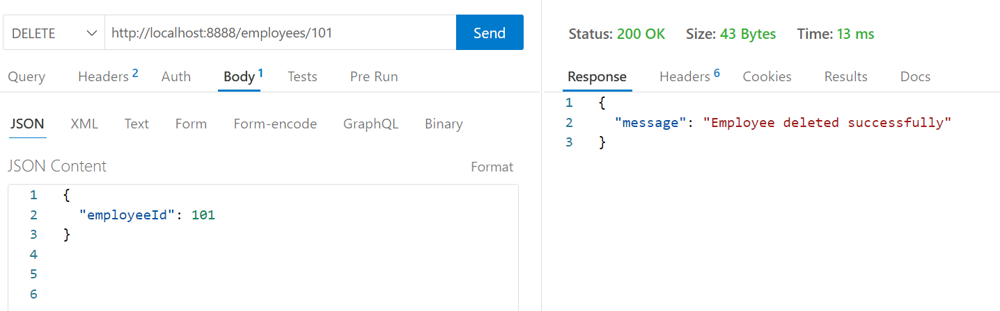 DELETE http://localhost:8888/employees/101 Send
Query Headers 2 Auth Body 1 Tests Pre Run
JSON XML Text Form Form-encode GraphQL Binary
JSON Content Format
1 {
2 "employeeId": 101
3 }
4
5
6
Status: 200 OK Size: 43 Bytes Time: 13 ms
Response Headers 6 Cookies Results Docs
1 {
2 "message": "Employee deleted successfully"
3 }